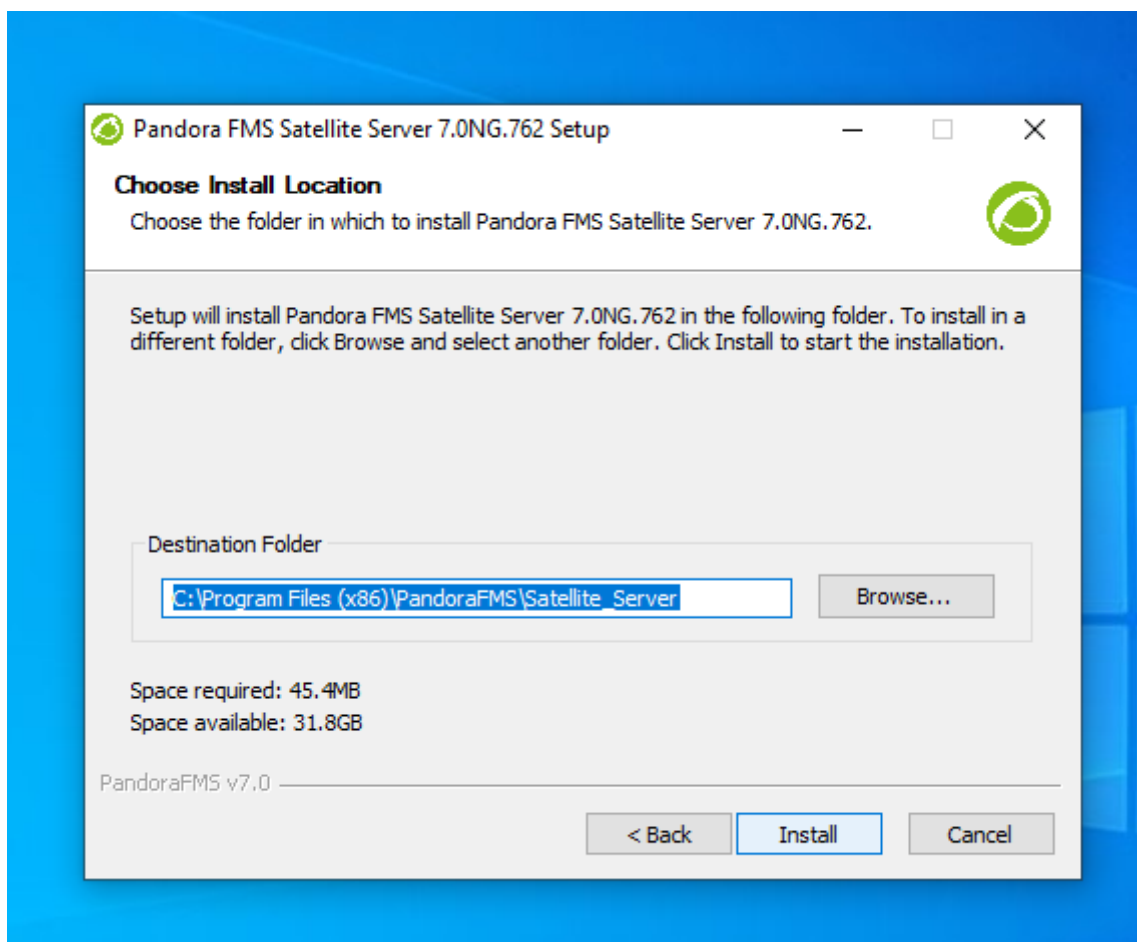 Pandora FMS Satellite Server 7.0NG.762 Setup
Choose Install Location
Choose the folder in which to install Pandora FMS Satellite Server 7.0NG.762.
Setup will install Pandora FMS Satellite Server 7.0NG.762 in the following folder. To install in a
different folder, click Browse and select another folder. Click Install to start the installation.
Destination Folder
C:\Program Files (x86)\PandoraFMS\Satellite_Server
Browse...
Space required: 45.4MB
Space available: 31.8GB
PandoraFMS v7.0
< Back
Install
Cancel